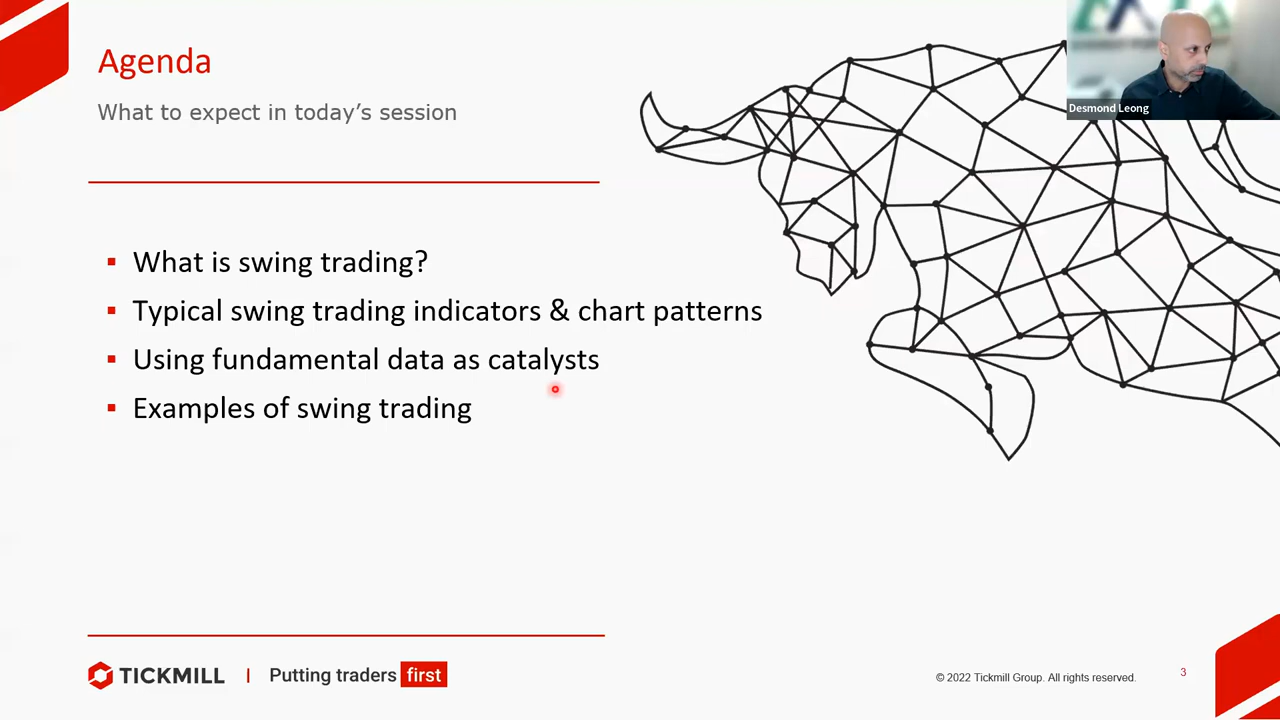 Agenda
What to expect in today's session
Desmond Leong
What is swing trading?
Typical swing trading indicators & chart patterns
Using fundamental data as catalysts
Examples of swing trading
TICKMILL | Putting traders first
© 2022 Tickmill Group. All rights reserved.
3